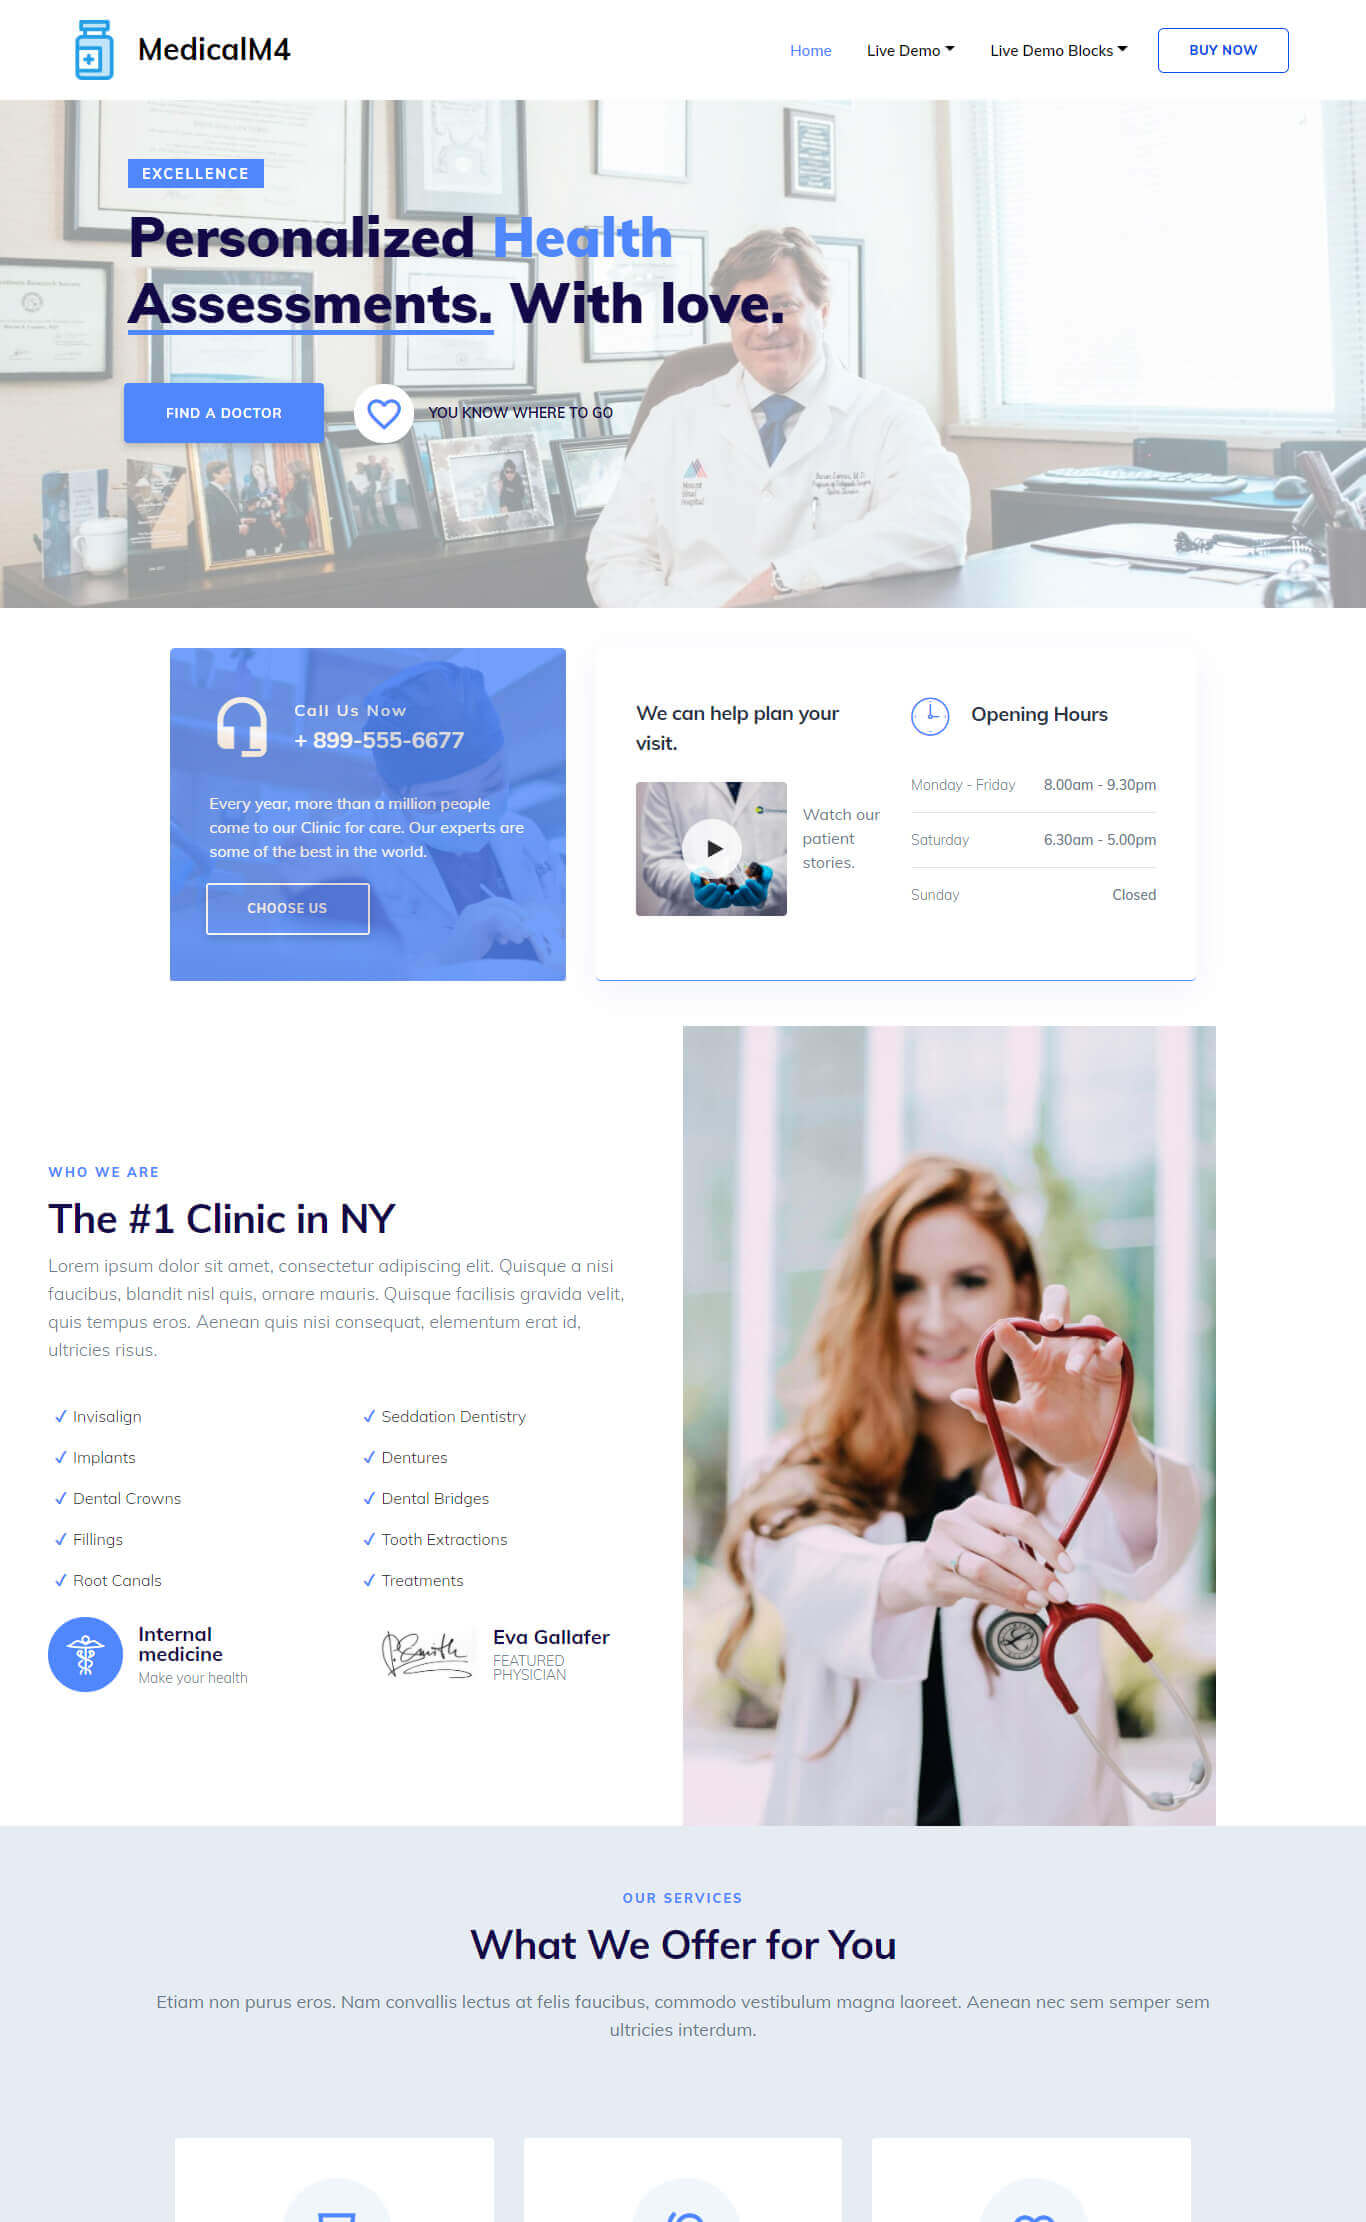 MedicalM4
Home
Live Demo
Live Demo Blocks
BUY NOW
EXCELLENCE
Personalized Health
Assessments. With love.
FIND A DOCTOR
YOU KNOW WHERE TO GO
Call Us Now
+ 899-555-6677
Every year, more than a million people
come to our Clinic for care. Our experts are
some of the best in the world.
CHOOSE US
We can help plan your
visit.
Watch our
patient
stories.
Opening Hours
Monday - Friday 8.00am - 9.30pm
Saturday 6.30am - 5.00pm
Sunday Closed
WHO WE ARE
The #1 Clinic in NY
Lorem ipsum dolor sit amet, consectetur adipiscing elit. Quisque a nisi
faucibus, blandit nisl quis, ornare mauris. Quisque facilisis gravida velit,
quis tempus eros. Aenean quis nisi consequat, elementum erat id,
ultricies risus.
Invisalign
Implants
Dental Crowns
Fillings
Root Canals
Seddation Dentistry
Dentures
Dental Bridges
Tooth Extractions
Treatments
Internal
medicine
Make your health
Eva Gallafer
FEATURED
PHYSICIAN
OUR SERVICES
What We Offer for You
Etiam non purus eros. Nam convallis lectus at felis faucibus, commodo vestibulum magna laoreet. Aenean nec sem semper sem
ultricies interdum.